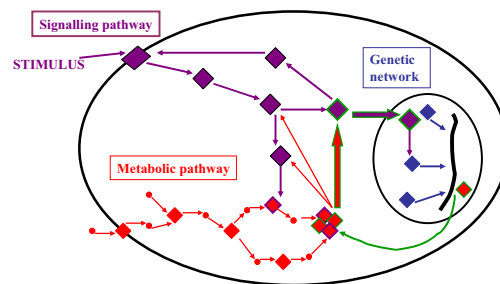 Signalling pathway
STIMULUS
Genetic
network
Metabolic pathway